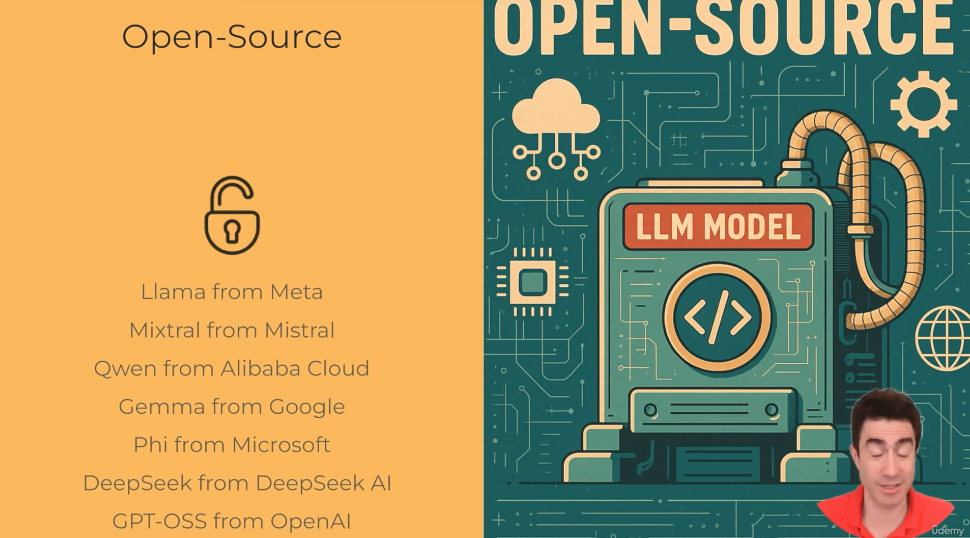 Open-Source
Llama from Meta
Mixtral from Mistral
Qwen from Alibaba Cloud
Gemma from Google
Phi from Microsoft
DeepSeek from DeepSeek AI
GPT-OSS from OpenAI
OPEN-SOURCE
LLM MODEL
</>
udemy